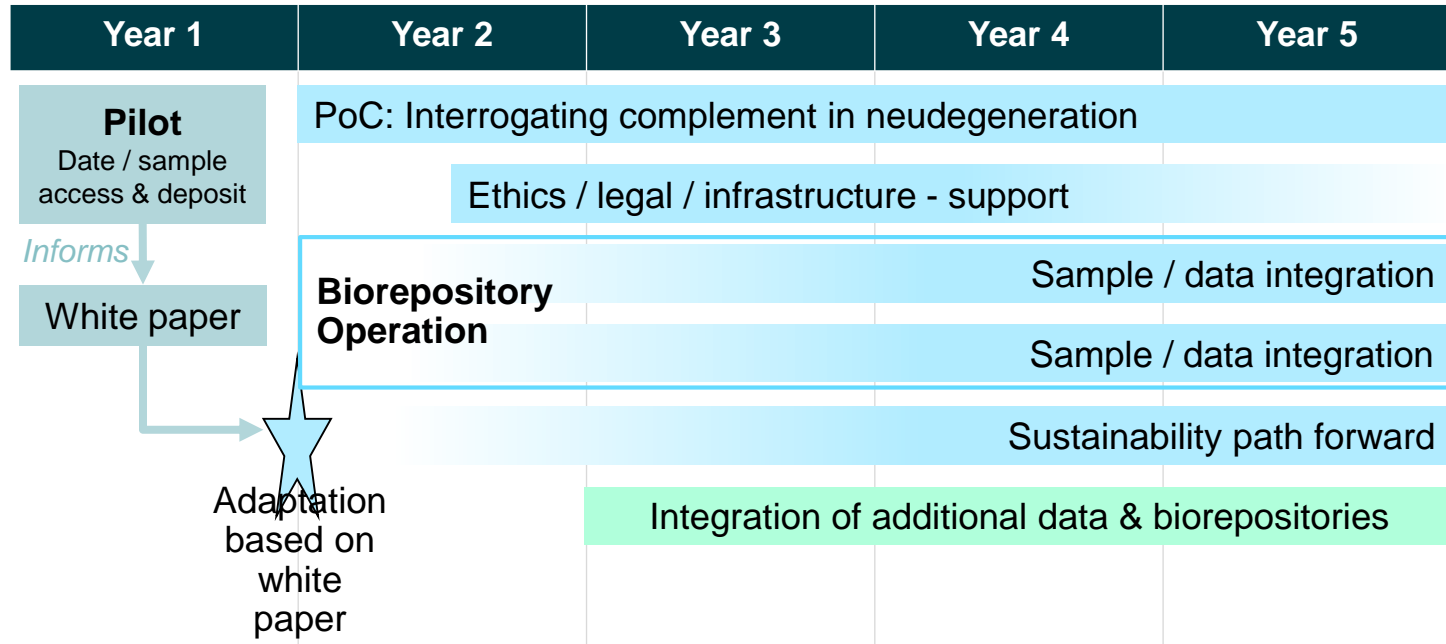 Year 1
Year 2
Year 3
Year 4
Year 5
Pilot
Date / sample
access & deposit
Informs
White paper
Adaptation
based on
white
paper
PoC: Interrogating complement in neudegeneration
Ethics / legal / infrastructure - support
Biorepository
Operation
Sample / data integration
Sample / data integration
Sustainability path forward
Integration of additional data & biorepositories